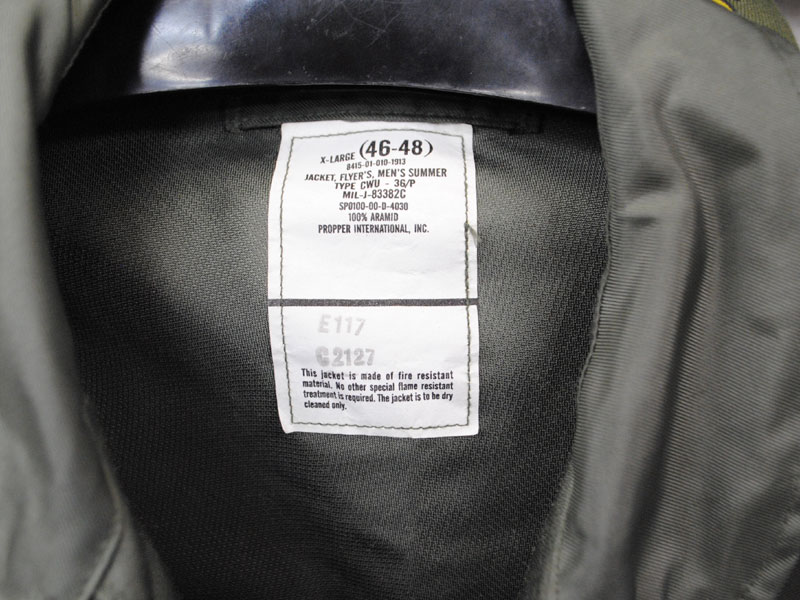 X-LARGE (46-48)
8415-01-010-1913
JACKET, FLYER'S, MEN'S SUMMER
TYPE CWU - 36/P
MIL-J-83382C
SPO100-00-D-4030
100% ARAMID
PROPPER INTERNATIONAL, INC.
E117
C2127
This jacket is made of fire resistant
material. No other special flame resistant
treatment is required. The jacket is to be dry
cleaned only.